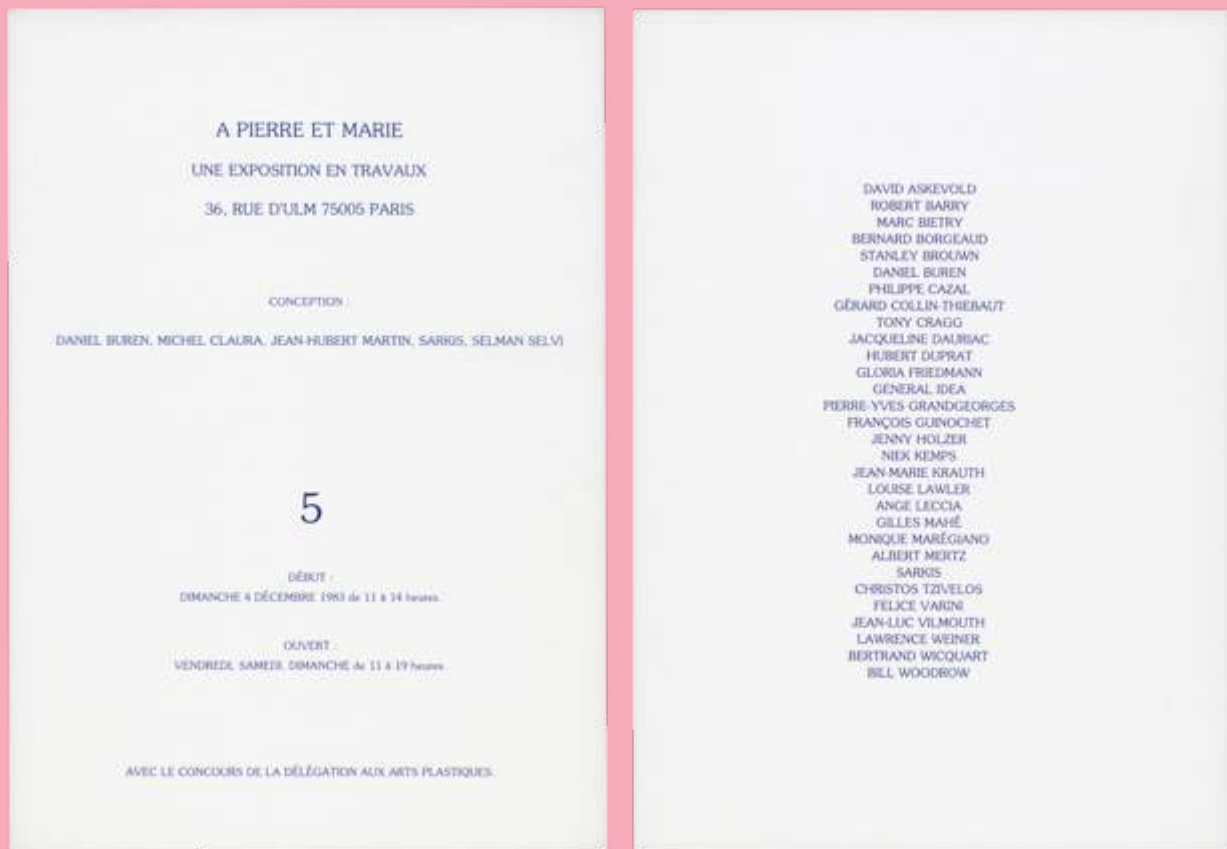 A PIERRE ET MARIE
UNE EXPOSITION EN TRAVAUX
36, RUE D'ULM 75005 PARIS
CONCEPTION :
DANIEL BUREN, MICHEL CLAURA, JEAN-HUBERT MARTIN, SARKIS, SELMAN SELVI
5
DÉBUT :
DIMANCHE 4 DÉCEMBRE 1983 de 11 à 14 heures.
OUVERT :
VENDREDI, SAMEDI, DIMANCHE de 11 à 19 heures
AVEC LE CONCOURS DE LA DÉLÉGATION AUX ARTS PLASTIQUES.
DAVID ASKEVOLD
ROBERT BARRY
MARC BIETRY
BERNARD BORGEAUD
STANLEY BROUWN
DANIEL BUREN
PHILIPPE CAZAL
GÉRARD COLLIN-THIEBAUT
TONY CRAGG
JACQUELINE DAURIAC
HUBERT DUPRAT
GLORIA FRIEDMANN
GENERAL IDEA
PIERRE-YVES GRANDGEORGES
FRANÇOIS GUINOCHET
JENNY HOLZER
NIEK KEMPS
JEAN-MARIE KRAUTH
LOUISE LAWLER
ANGE LECCIA
GILLES MAHÉ
MONIQUE MARÉGIANO
ALBERT MERTZ
SARKIS
CHRISTOS TZIVELOS
FELICE VARINI
JEAN-LUC VILMOUTH
LAWRENCE WEINER
BERTRAND WICQUART
BILL WOODROW